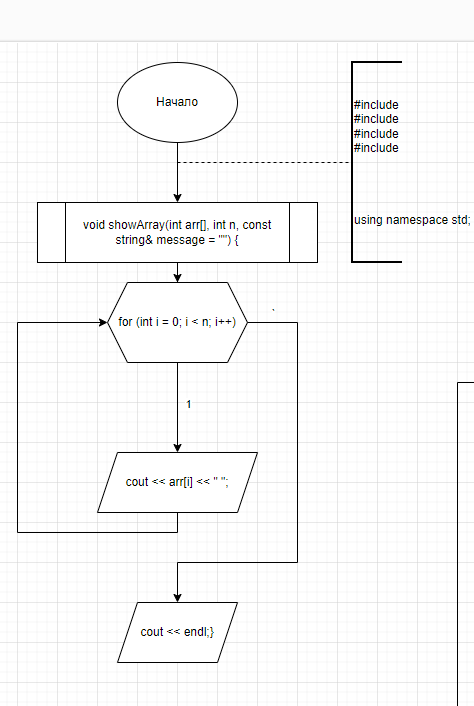 Начало
#include
#include
#include
#include
using namespace std;
void showArray(int arr[], int n, const
string& message = "") {
for (int i = 0; i < n; i++)
`
1
cout << arr[i] << " ";
cout << endl;}